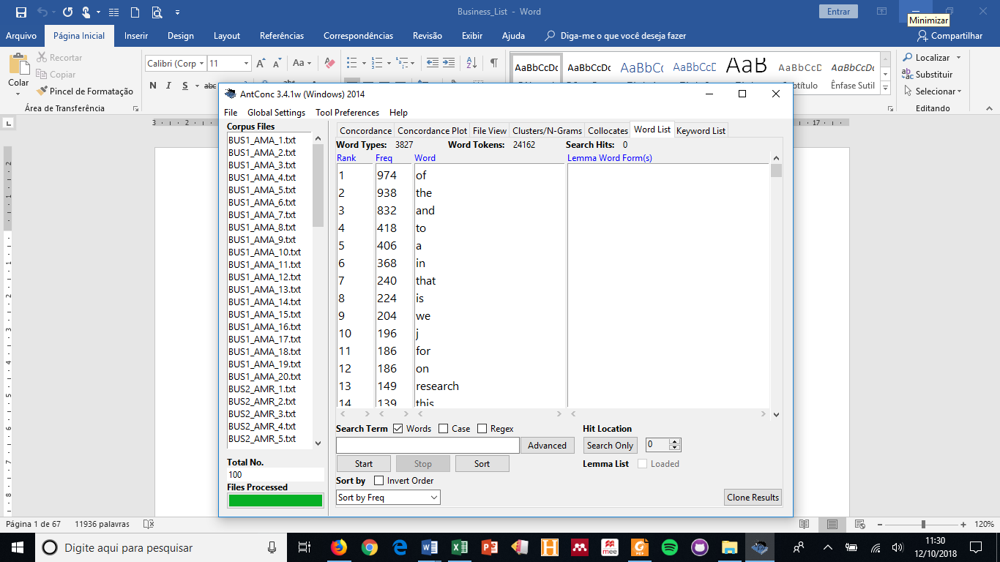 Business_List - Word
Entrar
Minimizar
Arquivo Página Inicial Inserir Design Layout Referências Correspondências Revisão Exibir Ajuda Diga-me o que você deseja fazer Compartilhar
Colar
Recortar
Copiar
Pincel de Formatação
Área de Transferência
Calibri (Corp 11
N I S abc
AaBbCcDc AaBbCcDc AaBbCc AaBbCcD AaB AaBbCcD AaBbCcDc
Ênfase Sutil
Localizar
Substituir
Selecionar
Editando
AntConc 3.4.1w (Windows) 2014
File Global Settings Tool Preferences Help
Corpus Files
BUS1_AMA_1.txt
BUS1_AMA_2.txt
BUS1_AMA_3.txt
BUS1_AMA_4.txt
BUS1_AMA_5.txt
BUS1_AMA_6.txt
BUS1_AMA_7.txt
BUS1_AMA_8.txt
BUS1_AMA_9.txt
BUS1_AMA_10.txt
BUS1_AMA_11.txt
BUS1_AMA_12.txt
BUS1_AMA_13.txt
BUS1_AMA_14.txt
BUS1_AMA_15.txt
BUS1_AMA_16.txt
BUS1_AMA_17.txt
BUS1_AMA_18.txt
BUS1_AMA_19.txt
BUS1_AMA_20.txt
BUS2_AMR_1.txt
BUS2_AMR_2.txt
BUS2_AMR_3.txt
BUS2_AMR_4.txt
BUS2_AMR_5.txt
Total No.
100
Files Processed
Concordance Concordance Plot File View Clusters/N-Grams Collocates Word List Keyword List
Word Types: 3827 Word Tokens: 24162 Search Hits: 0
Rank Freq Word Lemma Word Form(s)
1 974 of
2 938 the
3 832 and
4 418 to
5 406 a
6 368 in
7 240 that
8 224 is
9 204 we
10 196 j
11 186 for
12 186 on
13 149 research
14 139 this
Search Term Words Case Regex Hit Location
Advanced Search Only 0
Start Stop Sort Lemma List Loaded
Sort by Invert Order
Sort by Freq Clone Results
Página 1 de 67 11936 palavras 120%
Digite aqui para pesquisar
11:30
12/10/2018